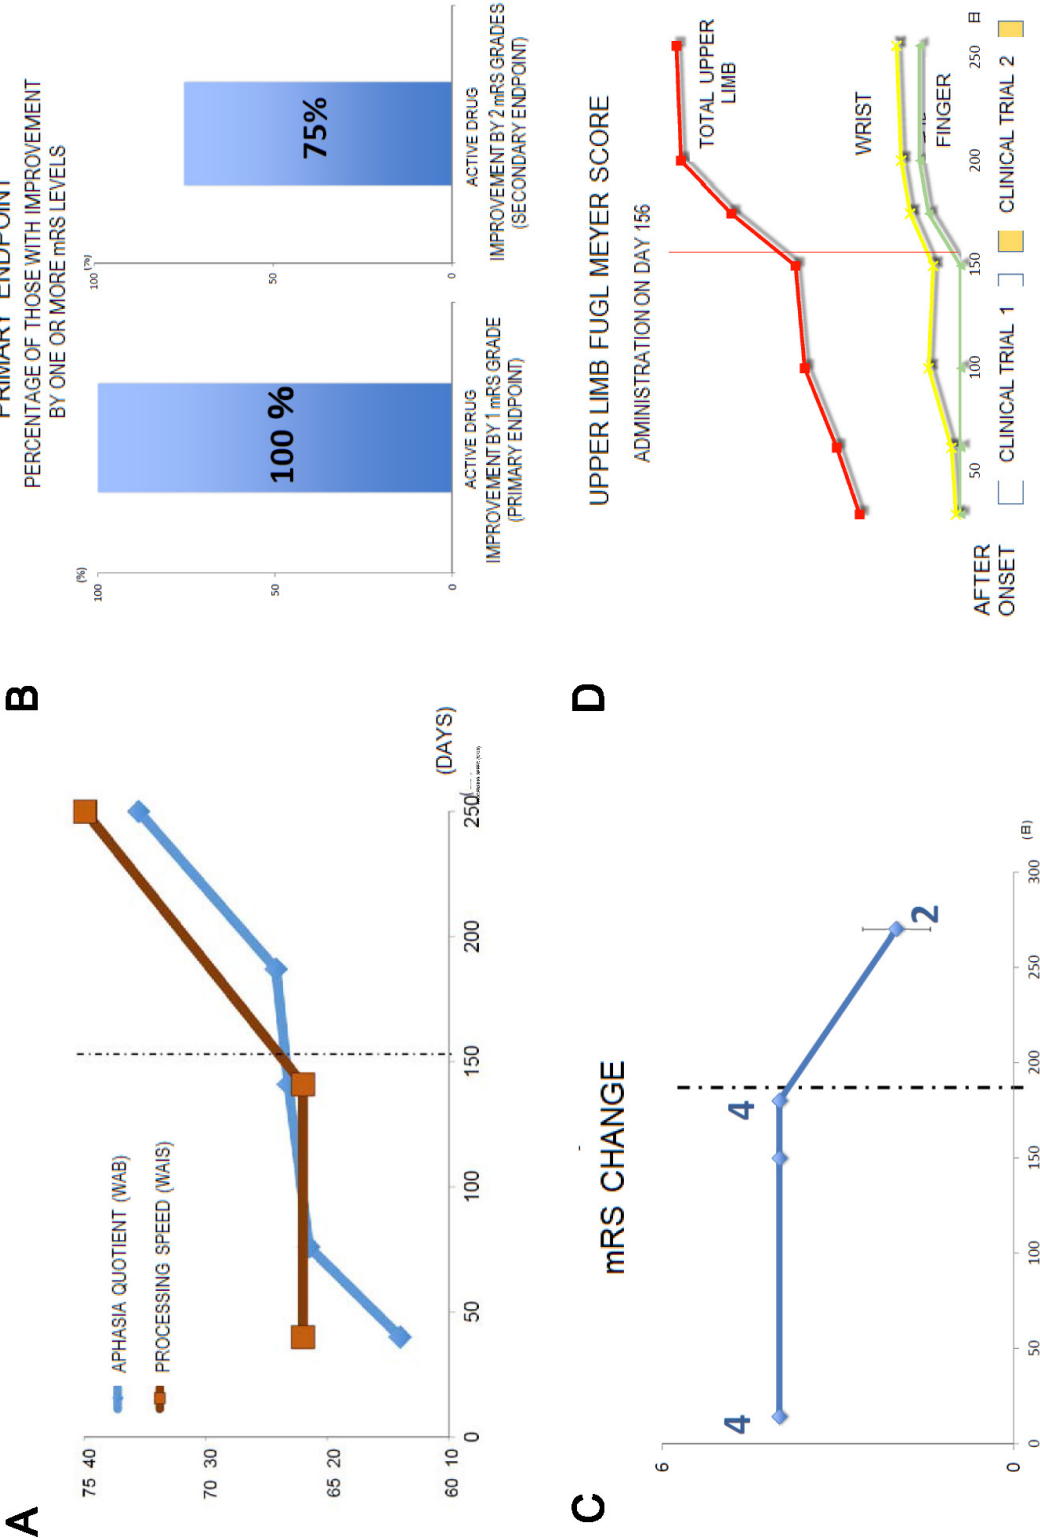 A
75 40
70 30
65 20
60 10
APHASIA QUOTIENT (WAB)
PROCESSING SPEED (WAIS)
0
50
100
150
200
250
(DAYS)
B
PRIMARY ENDPOINT
PERCENTAGE OF THOSE WITH IMPROVEMENT
BY ONE OR MORE mRS LEVELS
(%)
100
50
0
100 %
ACTIVE DRUG
IMPROVEMENT BY 1 mRS GRADE
(PRIMARY ENDPOINT)
(%)
100
50
0
75%
ACTIVE DRUG
IMPROVEMENT BY 2 mRS GRADES
(SECONDARY ENDPOINT)
C
mRS CHANGE
6
0
4
4
2
0
50
100
150
200
250
300
(日)
D
UPPER LIMB FUGL MEYER SCORE
ADMINISTRATION ON DAY 156
TOTAL UPPER
LIMB
WRIST
FINGER
AFTER
ONSET
50
100
150
200
250
日
CLINICAL TRIAL 1
CLINICAL TRIAL 2